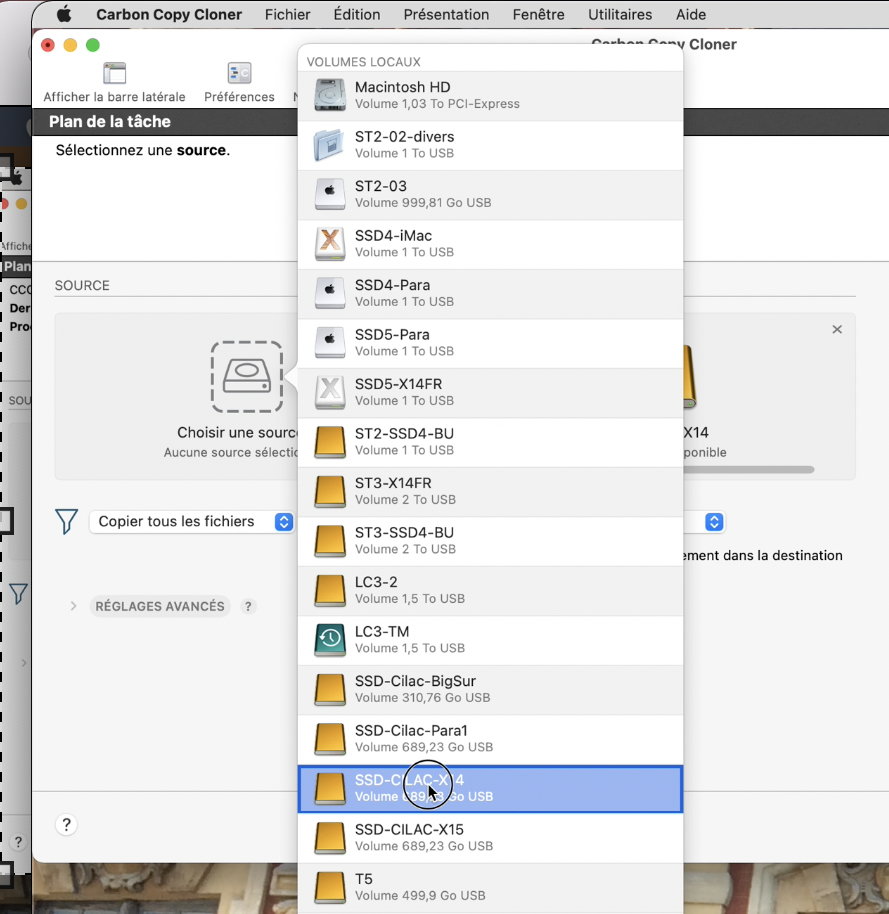 Carbon Copy Cloner Fichier Édition Présentation Fenêtre Utilitaires Aide
Carbon Copy Cloner
Afficher la barre latérale Préférences
Plan de la tâche
Sélectionnez une source.
VOLUMES LOCAUX
Macintosh HD
Volume 1,03 To PCI-Express
ST2-02-divers
Volume 1 To USB
ST2-03
Volume 999,81 Go USB
SSD4-iMac
Volume 1 To USB
SSD4-Para
Volume 1 To USB
SSD5-Para
Volume 1 To USB
SSD5-X14FR
Volume 1 To USB
ST2-SSD4-BU
Volume 1 To USB
ST3-X14FR
Volume 2 To USB
ST3-SSD4-BU
Volume 2 To USB
LC3-2
Volume 1,5 To USB
LC3-TM
Volume 1,5 To USB
SSD-Cilac-BigSur
Volume 310,76 Go USB
SSD-Cilac-Para1
Volume 689,23 Go USB
SSD-CILAC-X14
Volume 689,23 Go USB
SSD-CILAC-X15
Volume 689,23 Go USB
T5
Volume 499,9 Go USB
SOURCE
Choisir une sourc
Aucune source sélectio
X14
ponible
Copier tous les fichiers
ement dans la destination
RÉGLAGES AVANCÉS ?
?
Affiche
Plan
CCC
Der
Pro
SOU
?